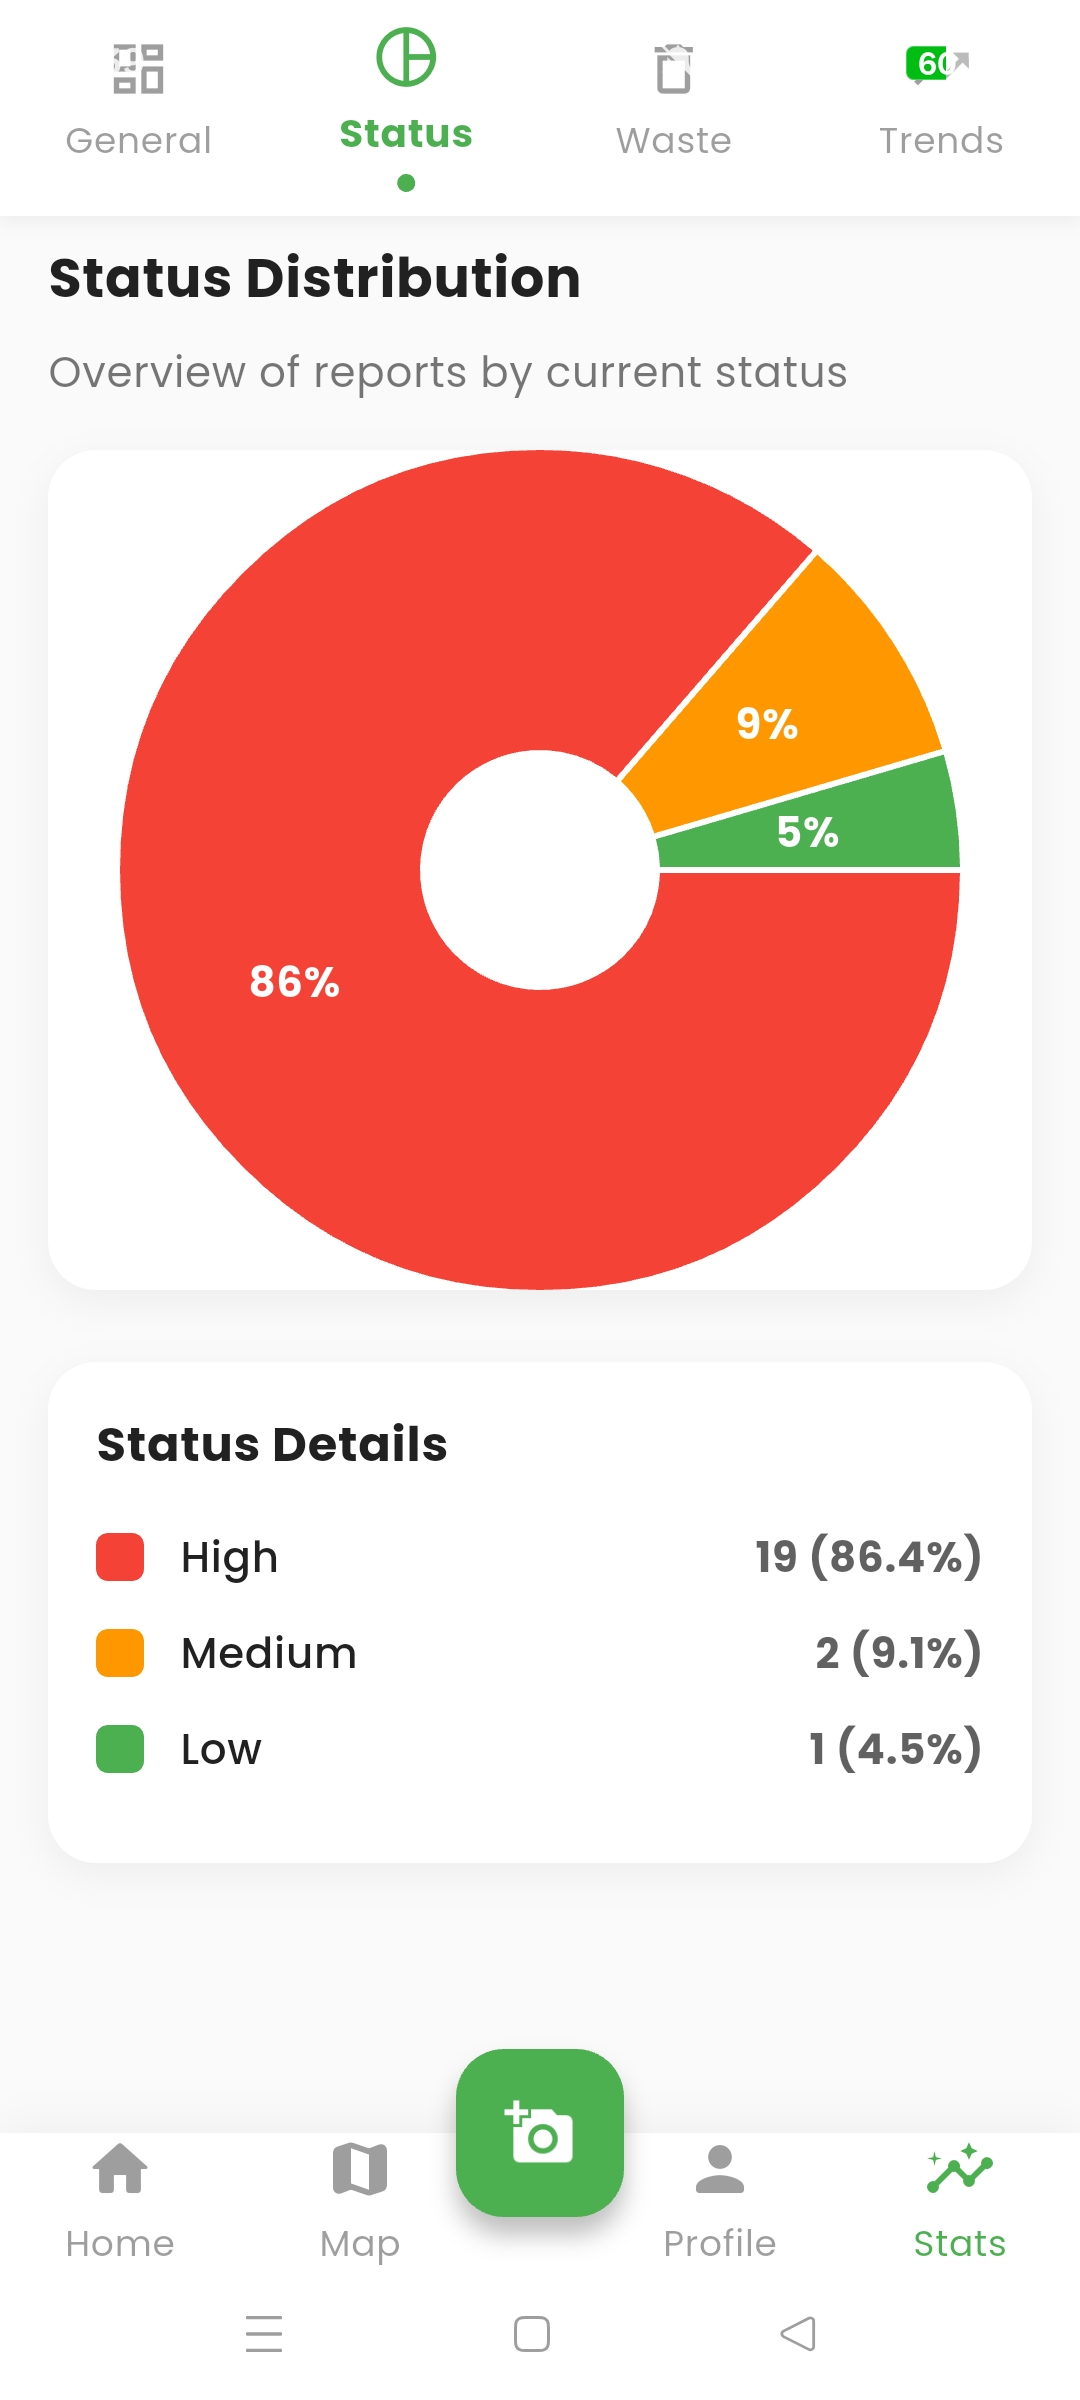 General
Status
Waste
60
Trends
Status Distribution
Overview of reports by current status
9%
5%
86%
Status Details
High 19 (86.4%)
Medium 2 (9.1%)
Low 1 (4.5%)
Home
Map
Profile
Stats